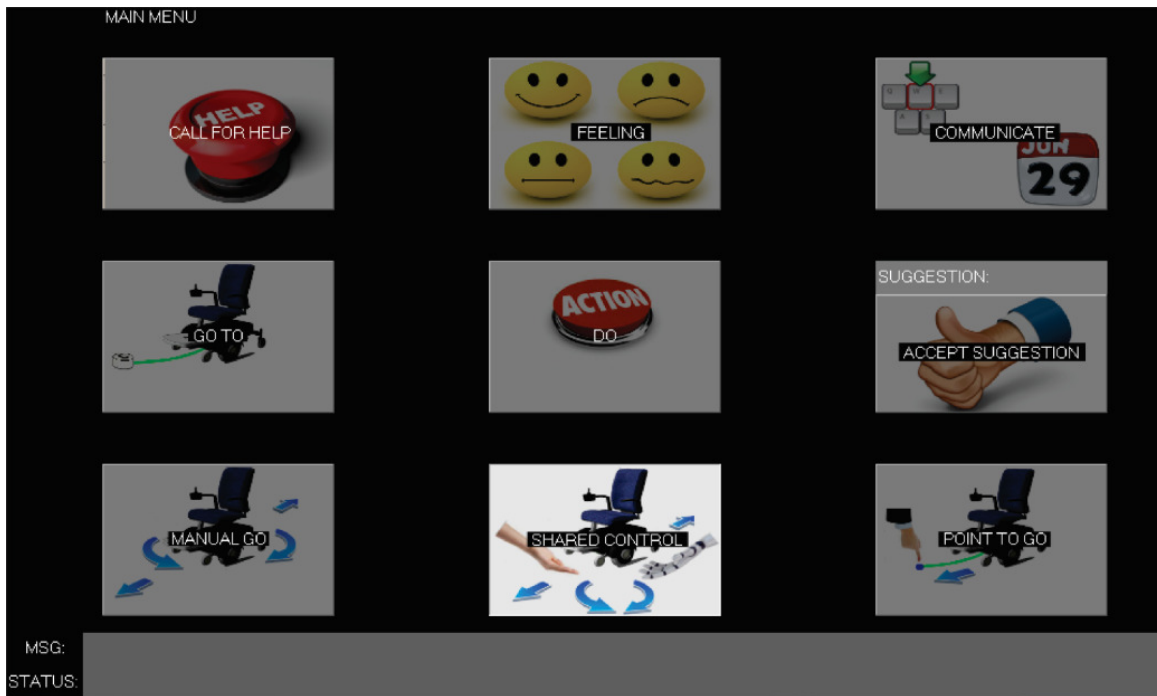 MAIN MENU
HELP
CALL FOR HELP
FEELING
Q W E
A S
COMMUNICATE
JUN
29
GO TO
ACTION
DO
SUGGESTION:
ACCEPT SUGGESTION
MANUAL GO
SHARED CONTROL
POINT TO GO
MSG:
STATUS: